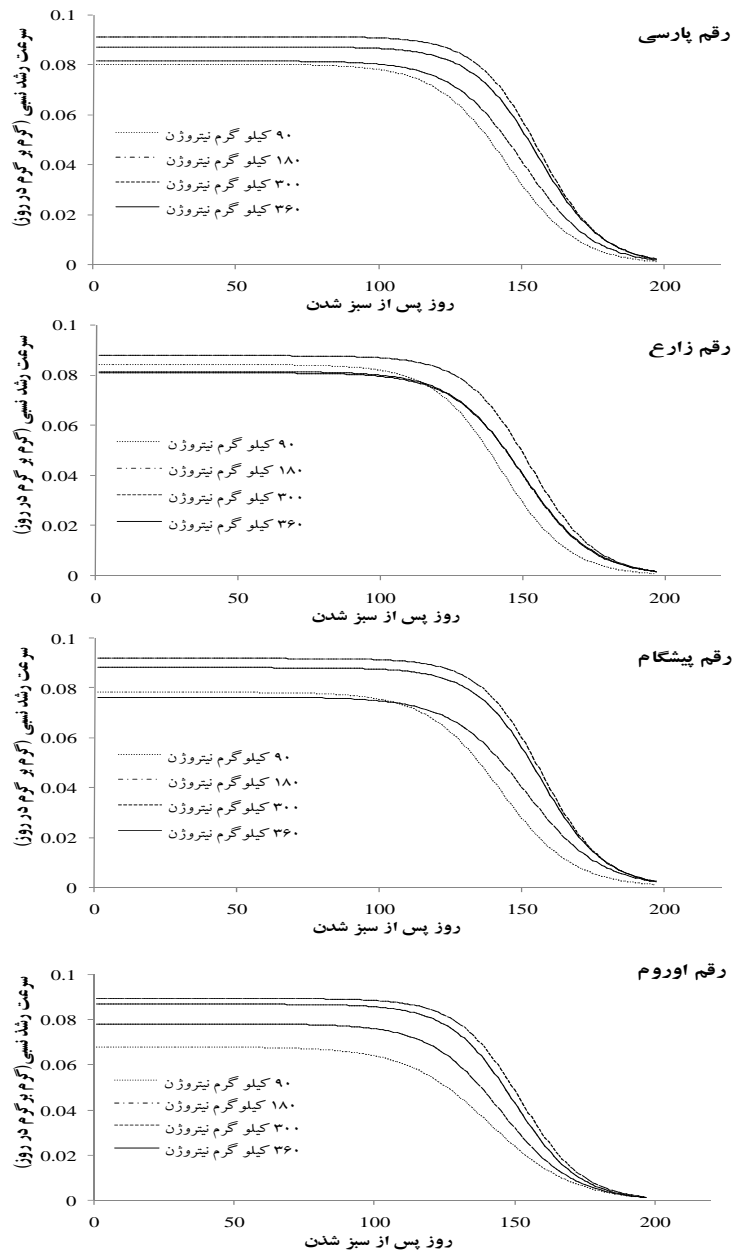 رقم پارسی
سرعت رشد نسبی (گرم بر گرم در روز)
0.1
0.08
0.06
0.04
0.02
0
۹۰ کیلو گرم نیتروژن
۱۸۰ کیلو گرم نیتروژن
۳۰۰ کیلو گرم نیتروژن
۳۶۰ کیلو گرم نیتروژن
0 50 100 150 200
روز پس از سبز شدن
رقم زارع
سرعت رشد نسبی (گرم بر گرم در روز)
0.1
0.08
0.06
0.04
0.02
0
۹۰ کیلو گرم نیتروژن
۱۸۰ کیلو گرم نیتروژن
۳۰۰ کیلو گرم نیتروژن
۳۶۰ کیلو گرم نیتروژن
0 50 100 150 200
روز پس از سبز شدن
رقم پیشگام
سرعت رشد نسبی (گرم بر گرم در روز)
0.1
0.08
0.06
0.04
0.02
0
۹۰ کیلو گرم نیتروژن
۱۸۰ کیلو گرم نیتروژن
۳۰۰ کیلو گرم نیتروژن
۳۶۰ کیلو گرم نیتروژن
0 50 100 150 200
روز پس از سبز شدن
رقم اوروم
سرعت رشد نسبی (گرم بر گرم در روز)
0.1
0.08
0.06
0.04
0.02
0
۹۰ کیلو گرم نیتروژن
۱۸۰ کیلو گرم نیتروژن
۳۰۰ کیلو گرم نیتروژن
۳۶۰ کیلو گرم نیتروژن
0 50 100 150 200
روز پس از سبز شدن